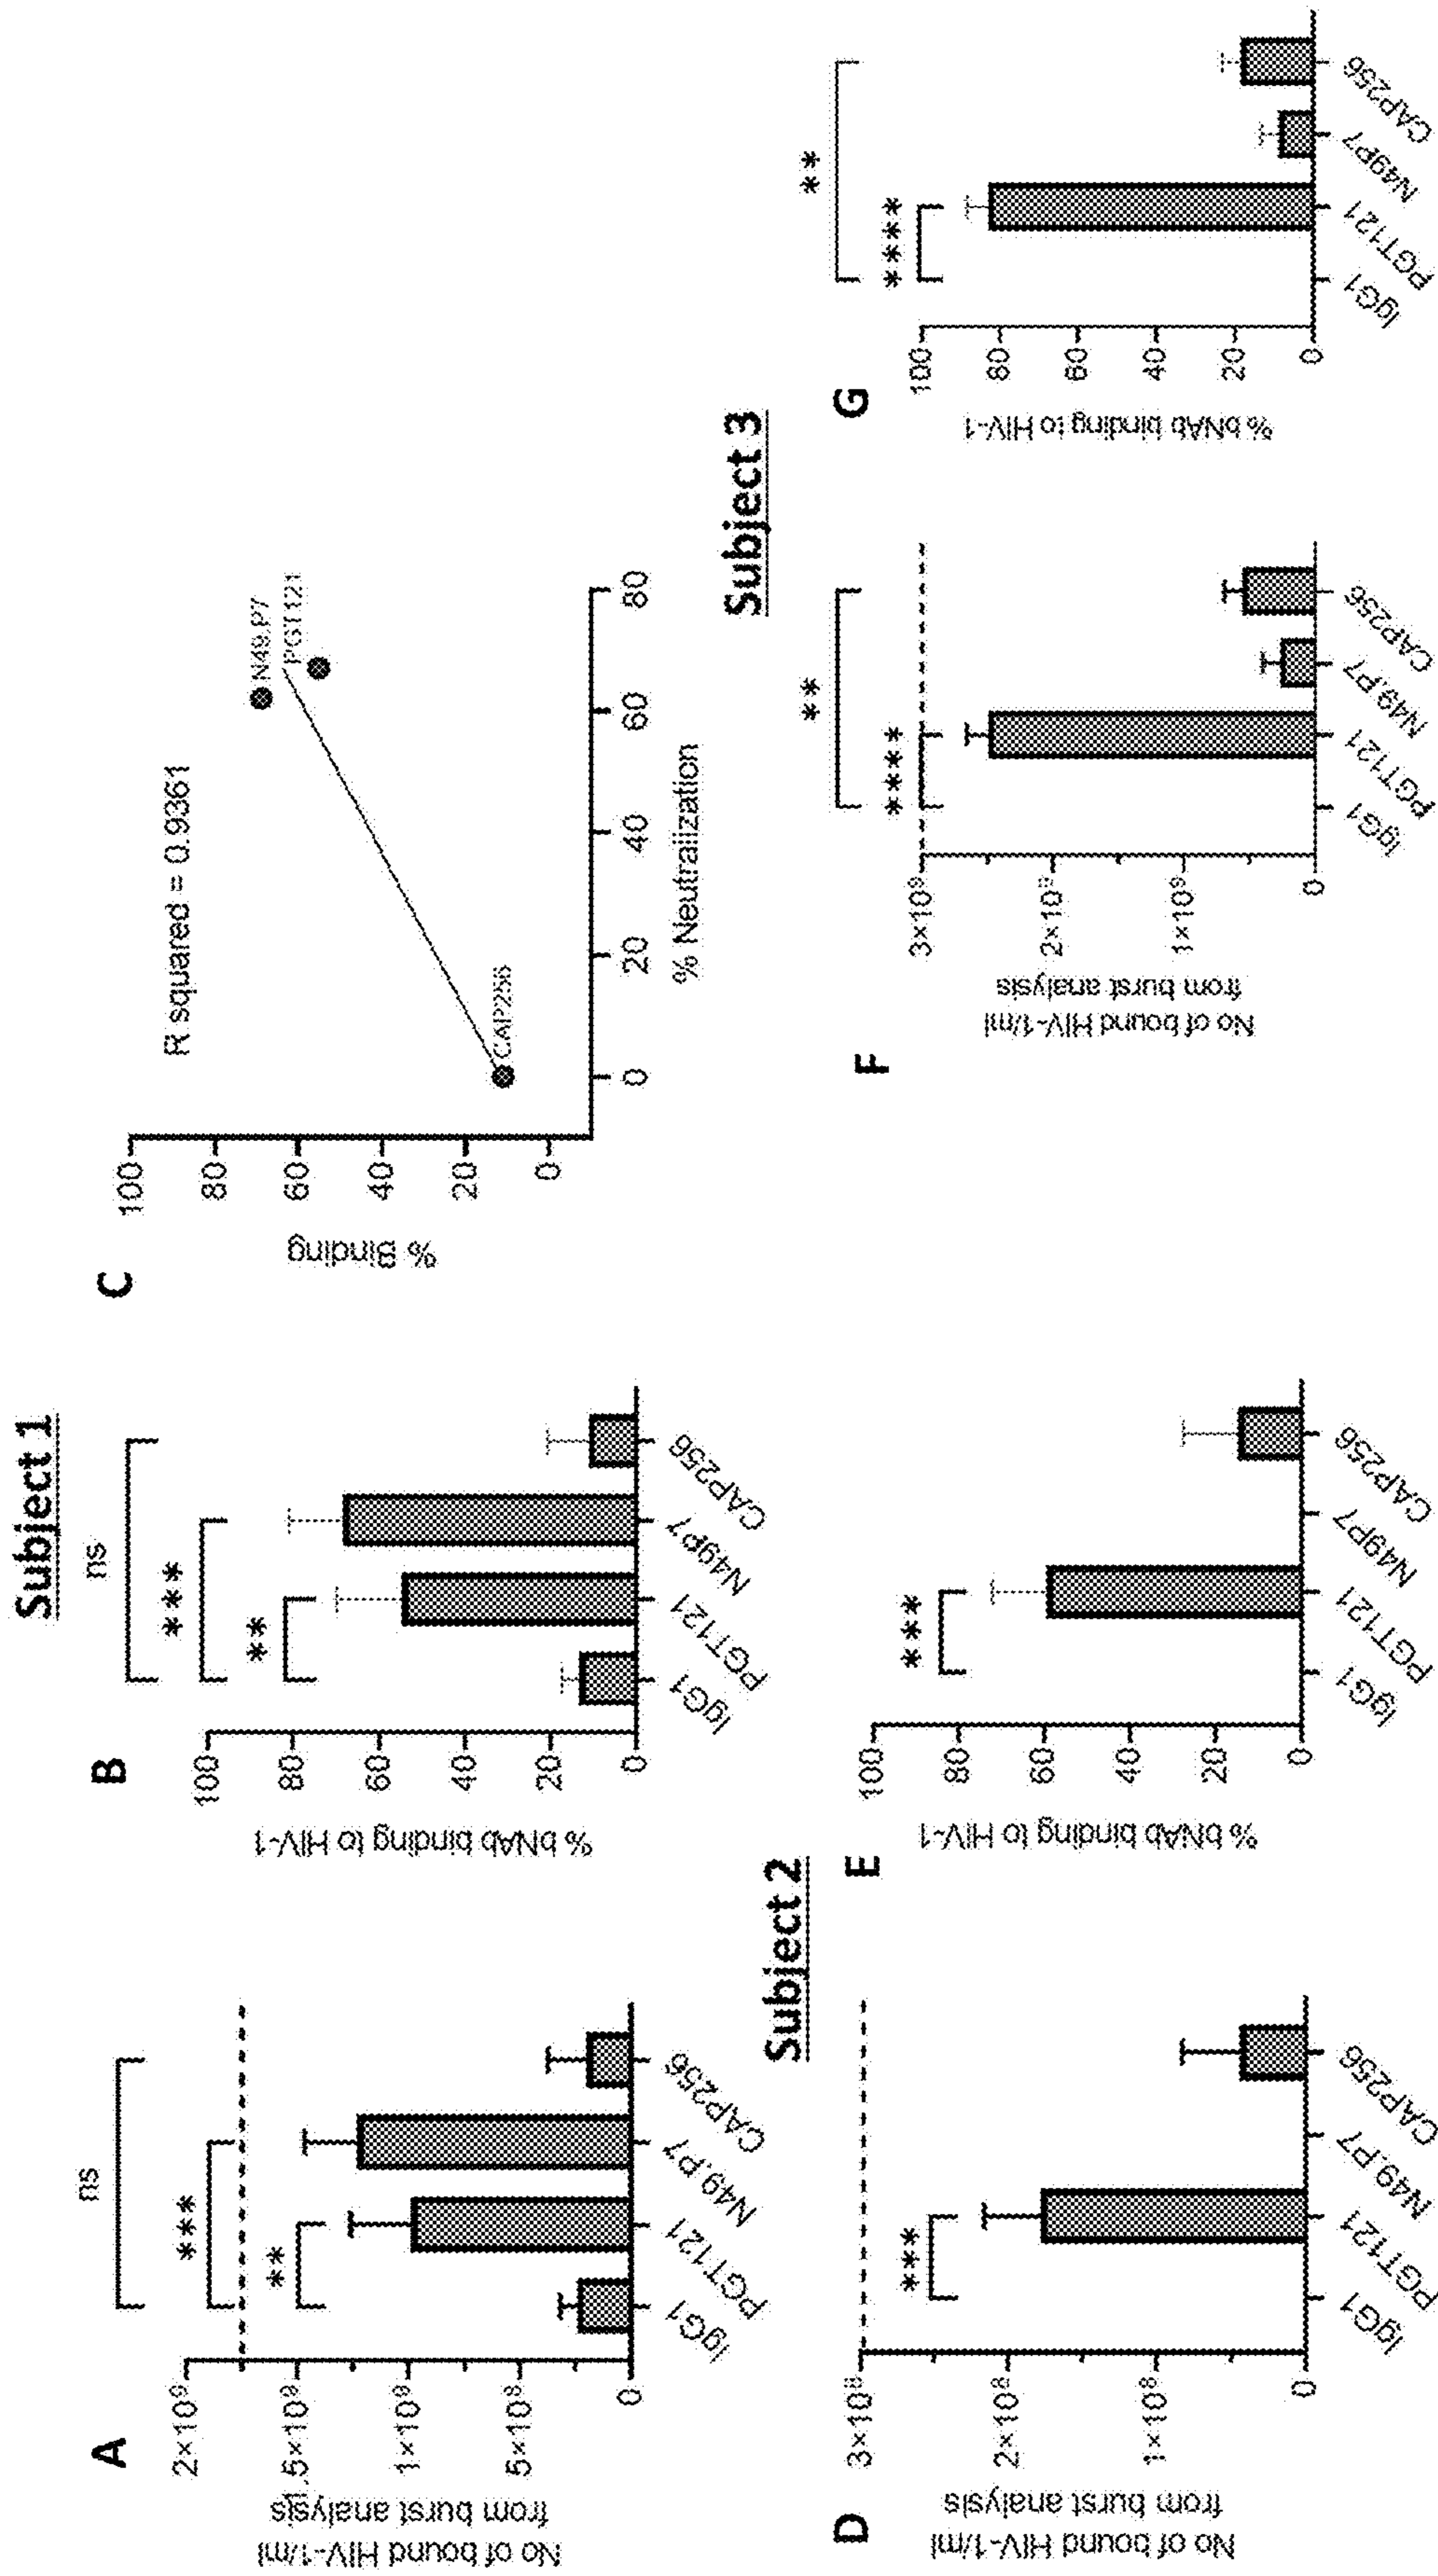 Subject 1
A
No of bound HIV-1/ml
from burst analysis
2×10⁹
1.5×10⁹
1×10⁹
5×10⁸
0
ns
***
**
IgG1
PGT121
N49.P7
CAP256
B
% bNAb binding to HIV-1
100
80
60
40
20
0
ns
***
**
IgG1
PGT121
N49P7
CAP256
C
% Binding
100
80
60
40
20
0
R squared = 0.9361
N49.P7
PGT121
CAP256
0
20
40
60
80
% Neutralization
Subject 2
D
No of bound HIV-1/ml
from burst analysis
3×10⁸
2×10⁸
1×10⁸
0
***
IgG1
PGT121
N49.P7
CAP256
E
% bNAb binding to HIV-1
100
80
60
40
20
0
***
IgG1
PGT121
N49P7
CAP256
Subject 3
F
No of bound HIV-1/ml
from burst analysis
3×10⁹
2×10⁹
1×10⁹
0
**
****
IgG1
PGT121
N49.P7
CAP256
G
% bNAb binding to HIV-1
100
80
60
40
20
0
**
****
IgG1
PGT121
N49P7
CAP256